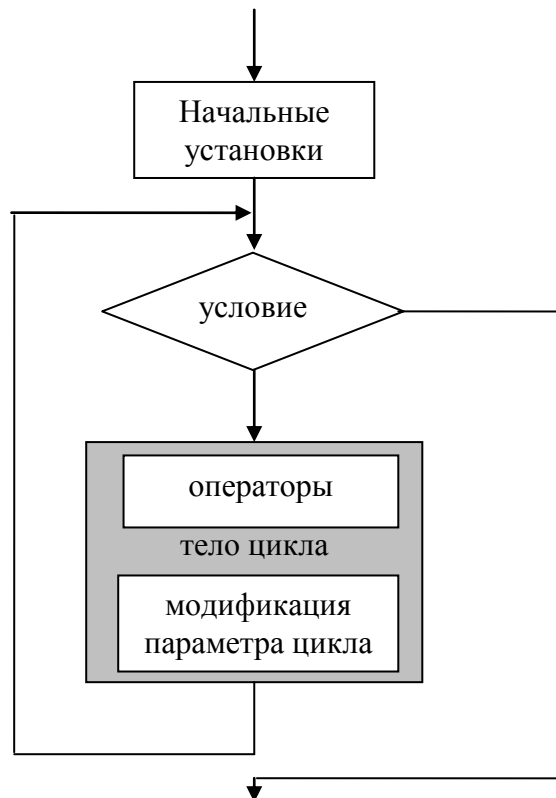 Начальные
установки
условие
операторы
тело цикла
модификация
параметра цикла